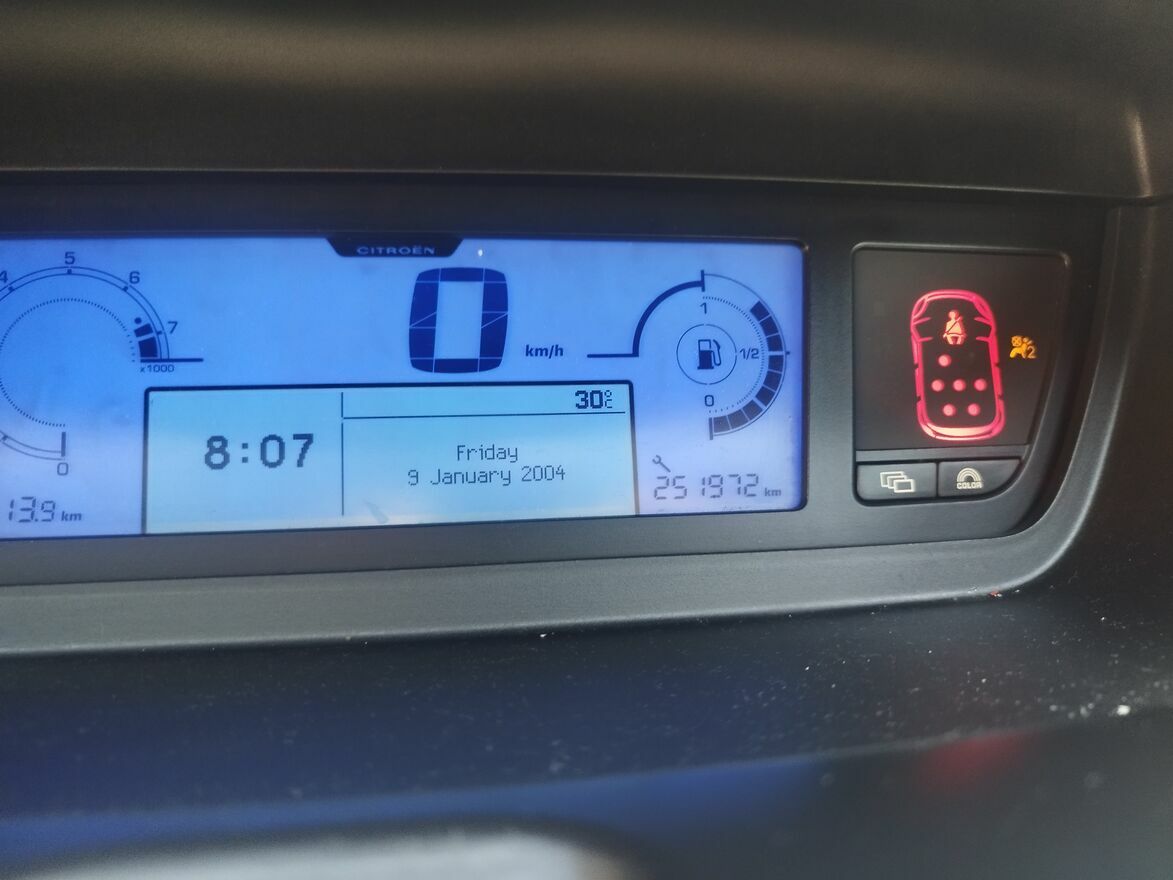 CITROËN
4
5
6
7
x1000
0
13.9 km
0
km/h
8:07
30°C
Friday
9 January 2004
1
1/2
0
251972 km
2
COLOR